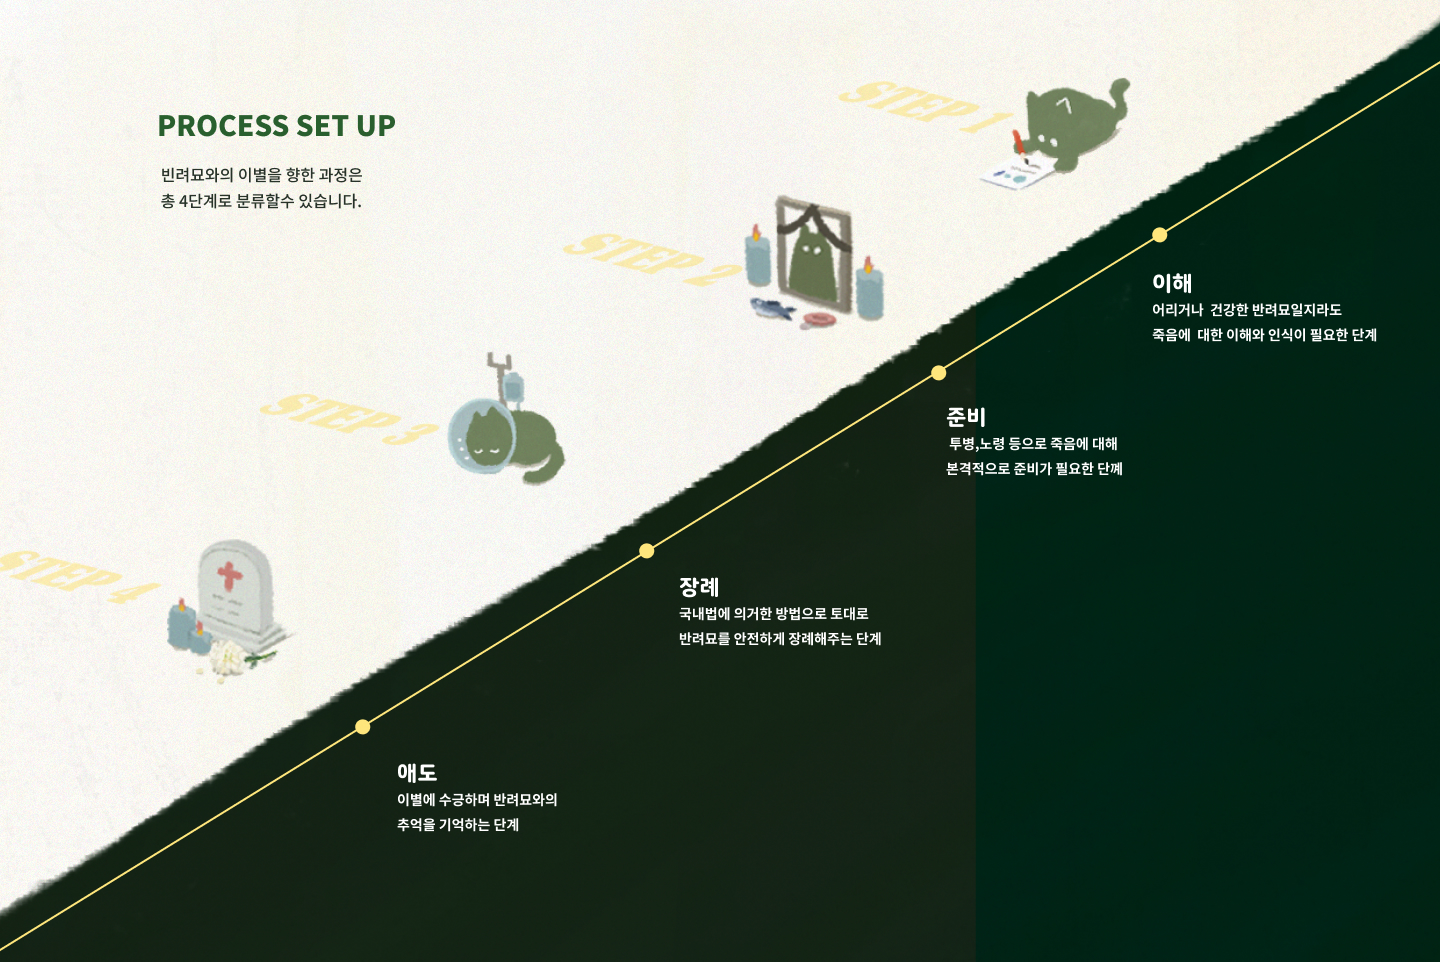 PROCESS SET UP
빈려묘와의 이별을 향한 과정은
총 4단계로 분류할수 있습니다.
STEP 1
이해
어리거나 건강한 반려묘일지라도
죽음에 대한 이해와 인식이 필요한 단계
STEP 2
준비
투병,노령 등으로 죽음에 대해
본격적으로 준비가 필요한 단꼐
STEP 3
장례
국내법에 의거한 방법으로 토대로
반려묘를 안전하게 장례해주는 단계
STEP 4
애도
이별에 수긍하며 반려묘와의
추억을 기억하는 단계